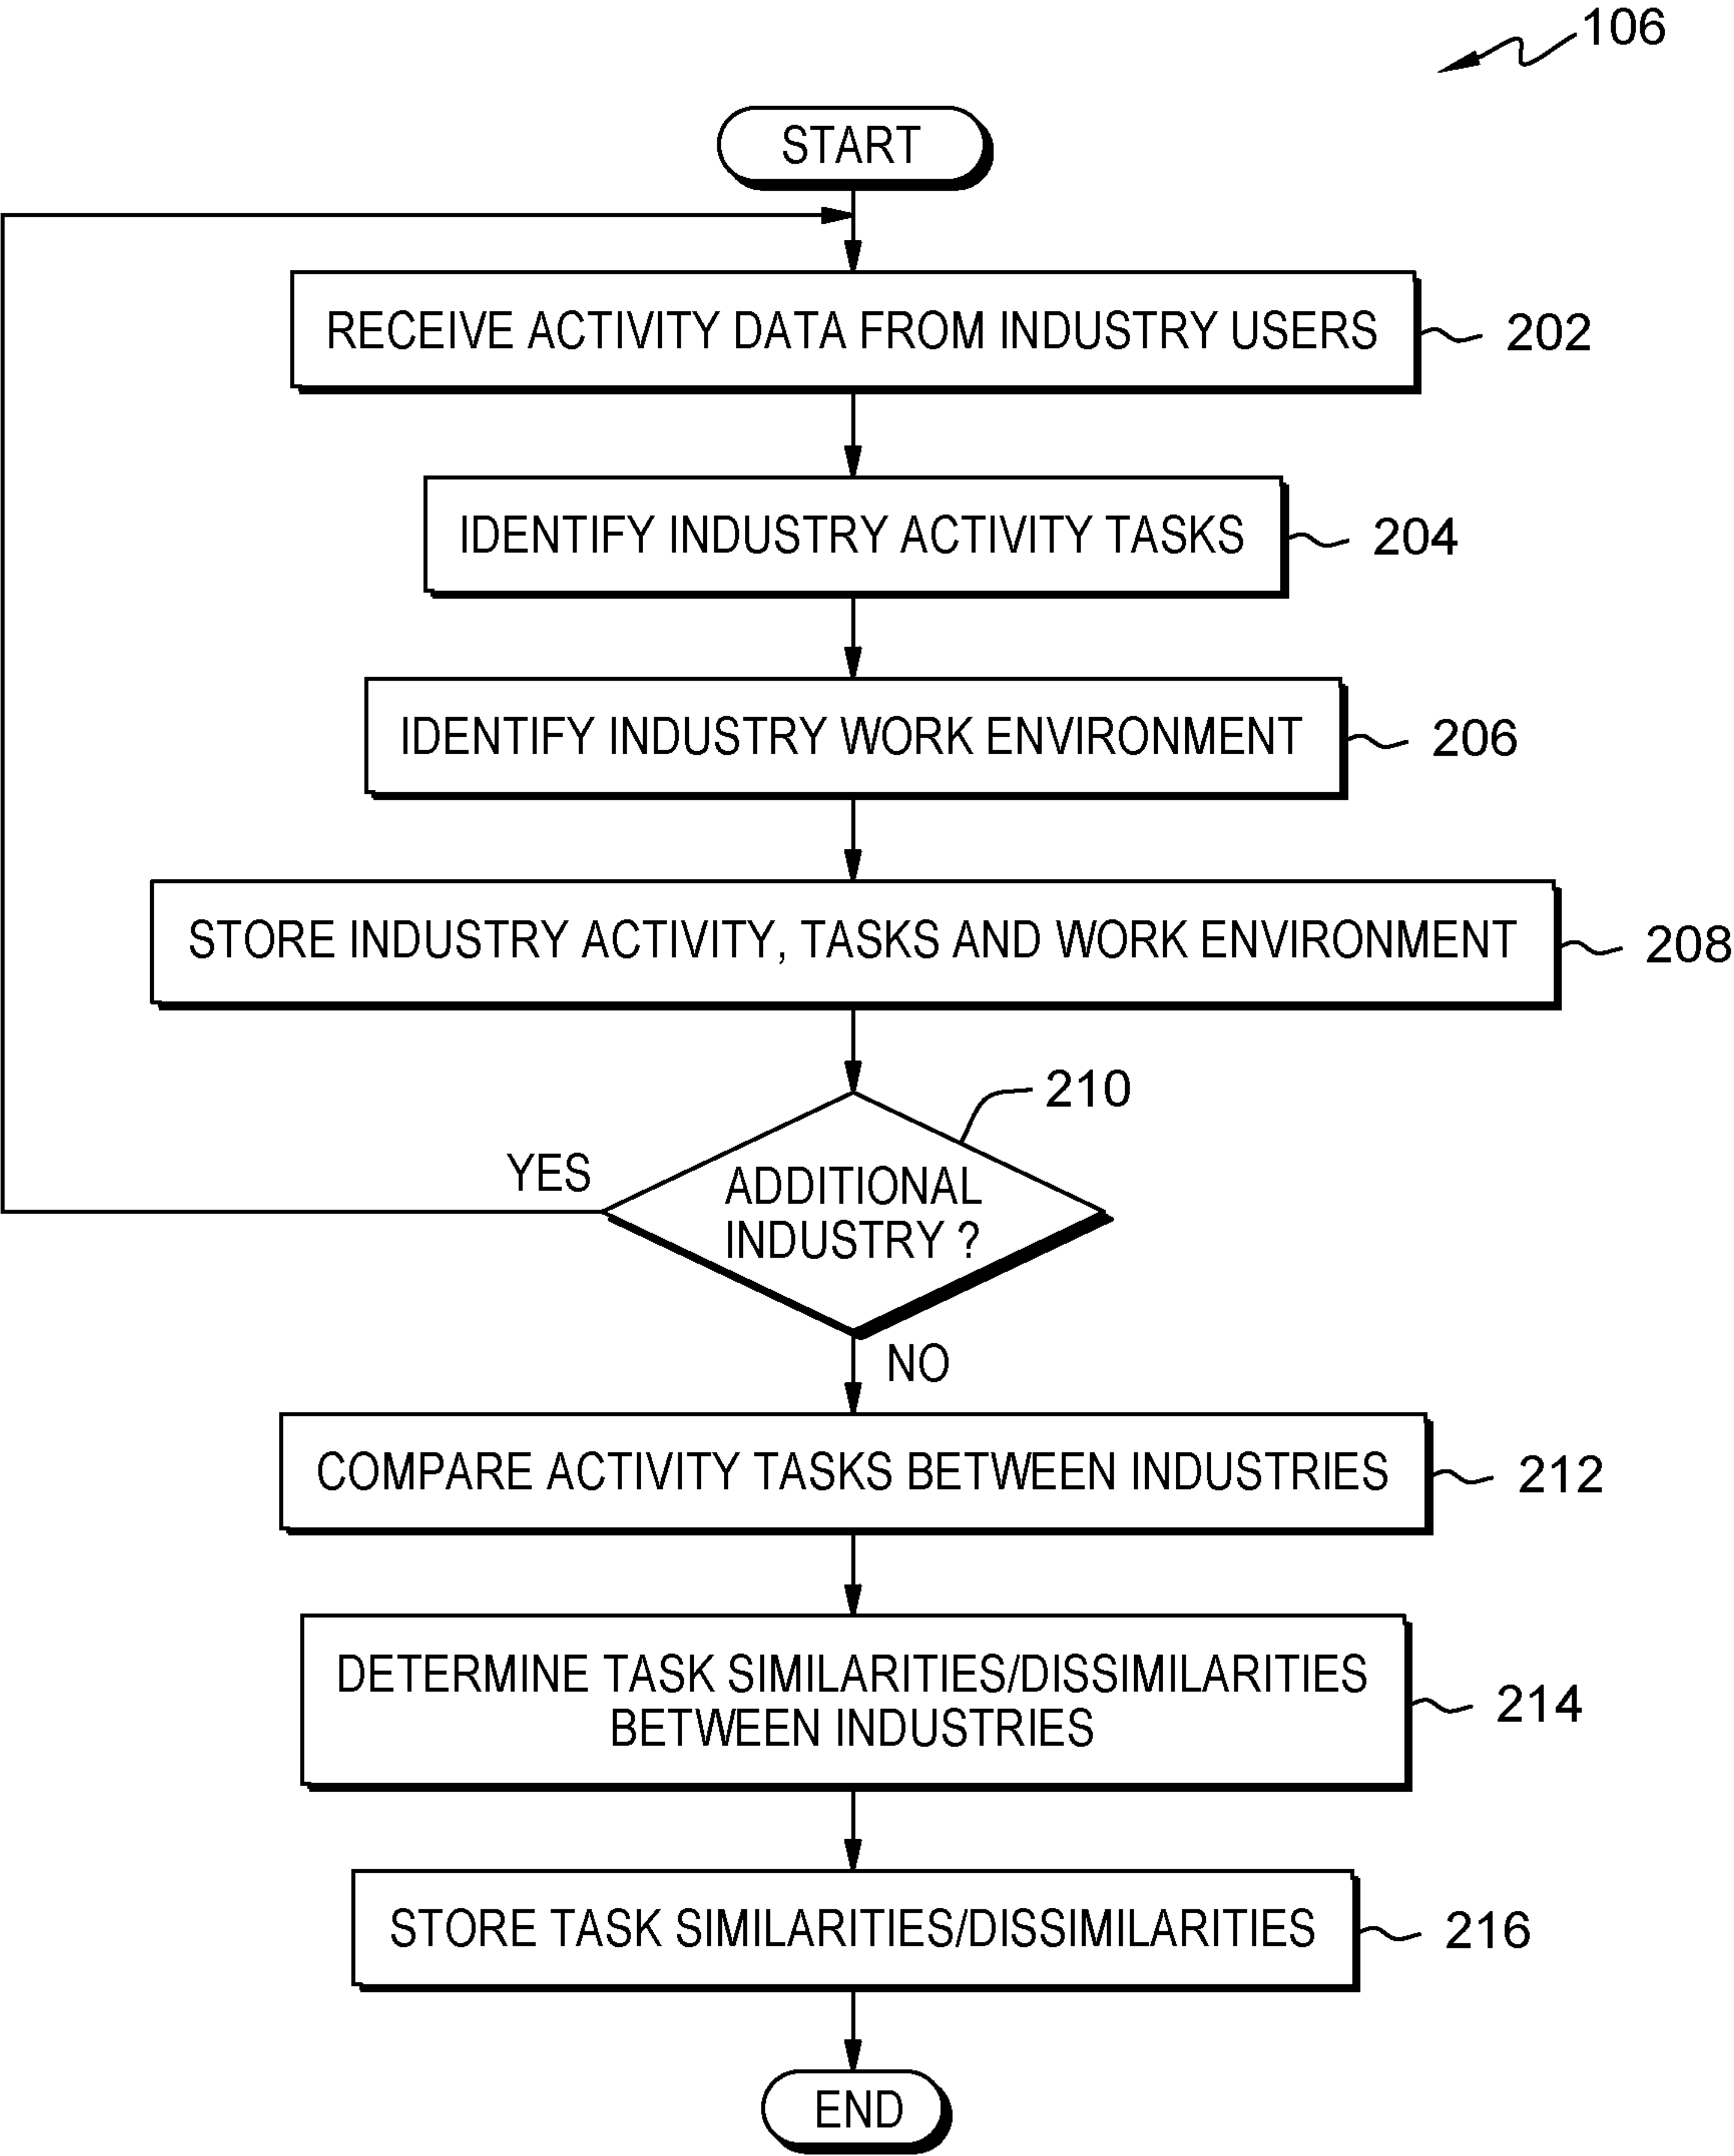 106
START
RECEIVE ACTIVITY DATA FROM INDUSTRY USERS
202
IDENTIFY INDUSTRY ACTIVITY TASKS
204
IDENTIFY INDUSTRY WORK ENVIRONMENT
206
STORE INDUSTRY ACTIVITY, TASKS AND WORK ENVIRONMENT
208
210
YES
ADDITIONAL
INDUSTRY ?
NO
COMPARE ACTIVITY TASKS BETWEEN INDUSTRIES
212
DETERMINE TASK SIMILARITIES/DISSIMILARITIES
BETWEEN INDUSTRIES
214
STORE TASK SIMILARITIES/DISSIMILARITIES
216
END